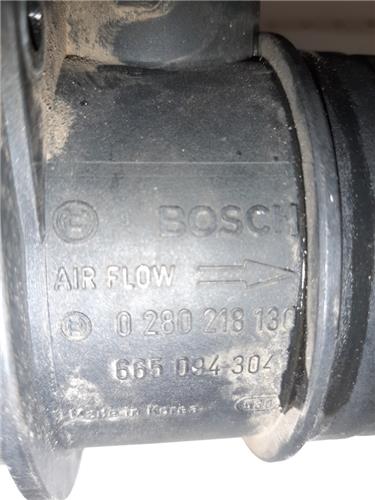 BOSCH
AIR FLOW
0 280 218 130
665 094 304
Made in Korea